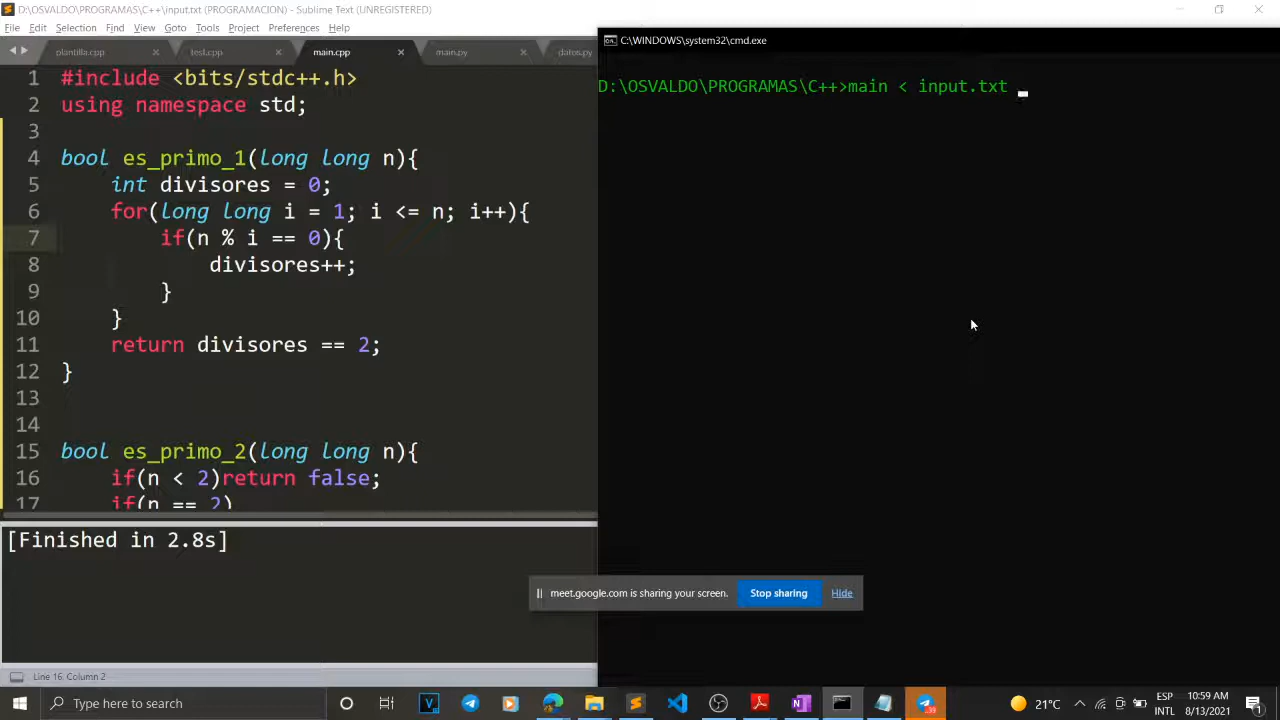 D:\OSVALDO\PROGRAMAS\C++\input.txt (PROGRAMACION) - Sublime Text (UNREGISTERED)
File Edit Selection Find View Goto Tools Project Preferences Help
plantilla.cpp × test.cpp × main.cpp × main.py × datos.py
1 #include <bits/stdc++.h>
2 using namespace std;
3
4 bool es_primo_1(long long n){
5 int divisores = 0;
6 for(long long i = 1; i <= n; i++){
7 if(n % i == 0){
8 divisores++;
9 }
10 }
11 return divisores == 2;
12 }
13
14
15 bool es_primo_2(long long n){
16 if(n < 2)return false;
17 if(n == 2)
[Finished in 2.8s]
Line 16, Column 2
C:\WINDOWS\system32\cmd.exe
D:\OSVALDO\PROGRAMAS\C++>main < input.txt
meet.google.com is sharing your screen. Stop sharing Hide
Type here to search
21°C
ESP
INTL
10:59 AM
8/13/2021